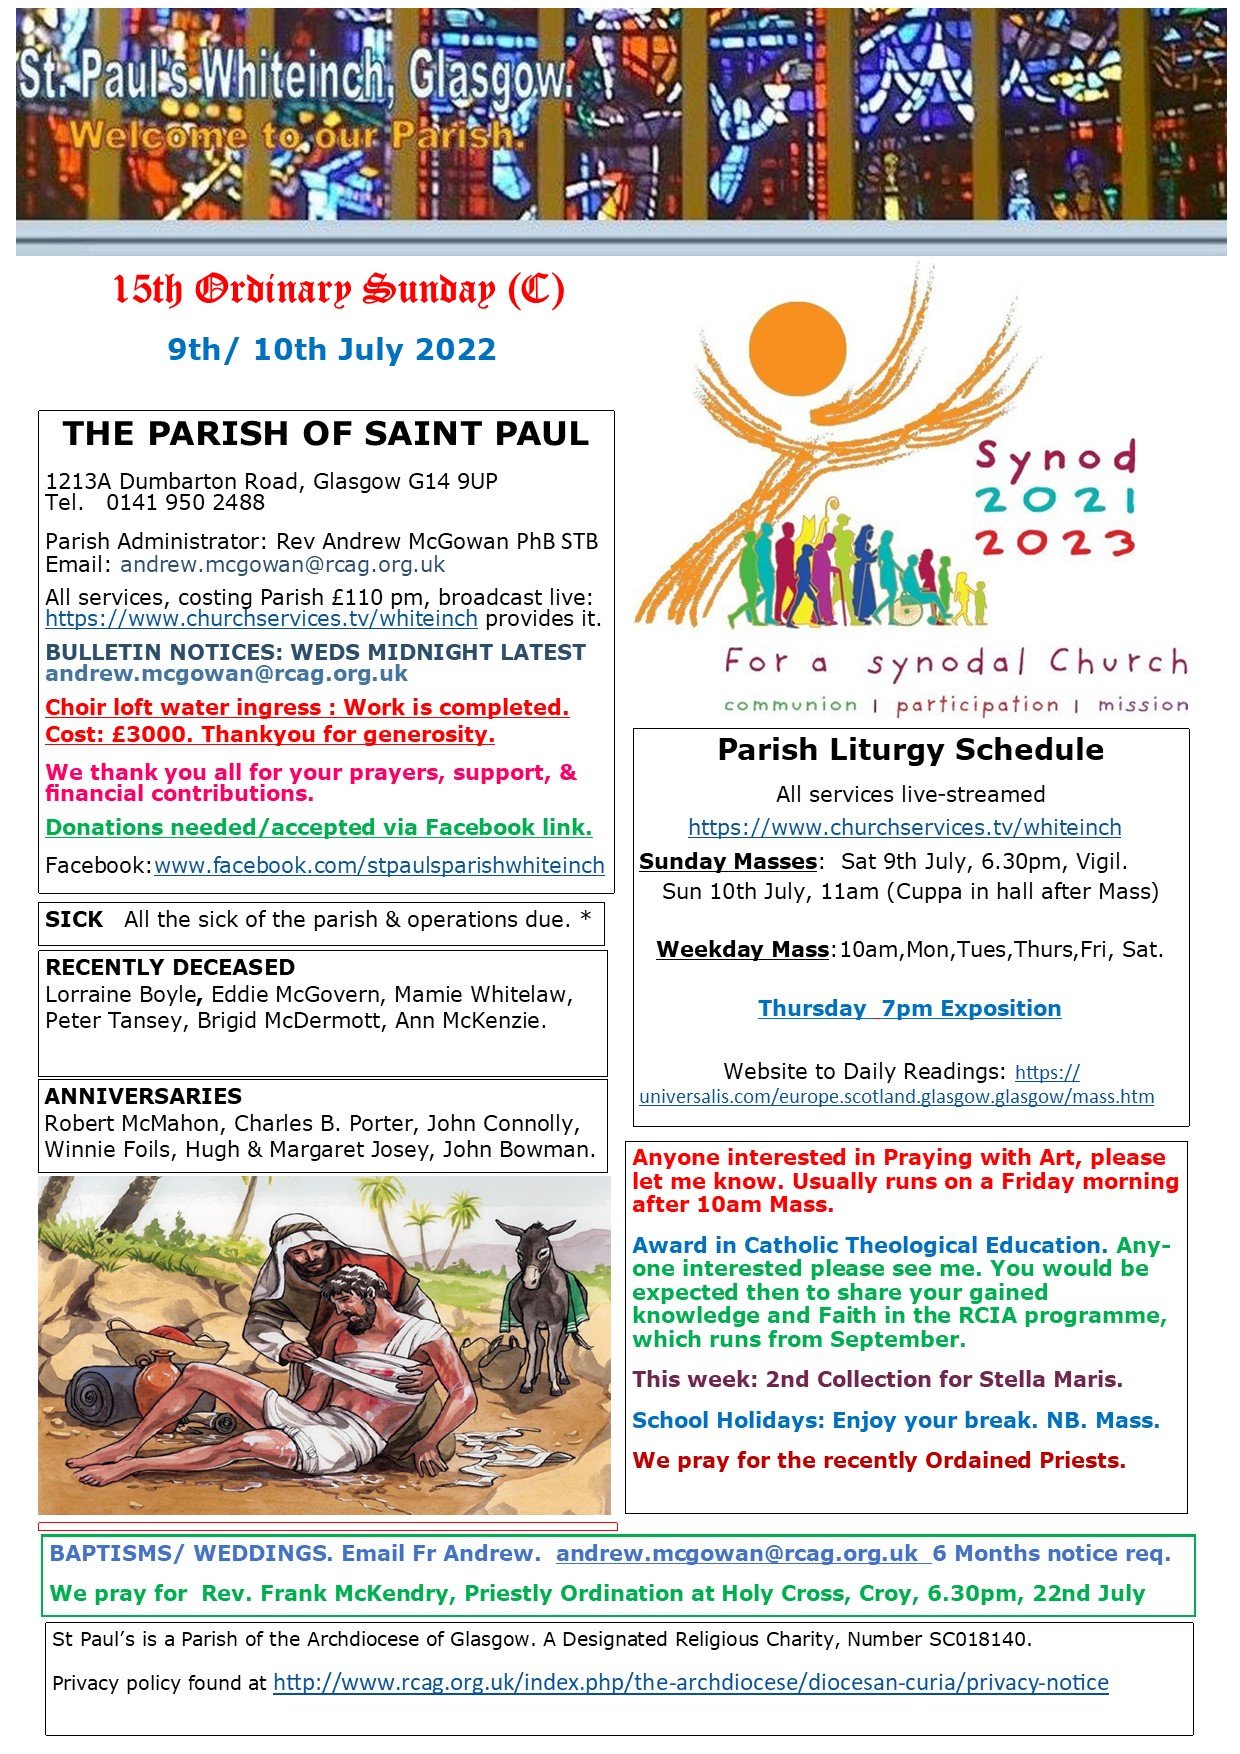 St. Paul's Whiteinch, Glasgow.
Welcome to our Parish.
15th Ordinary Sunday (C)
9th/ 10th July 2022
THE PARISH OF SAINT PAUL
1213A Dumbarton Road, Glasgow G14 9UP
Tel.   0141 950 2488
Parish Administrator: Rev Andrew McGowan PhB STB
Email: andrew.mcgowan@rcag.org.uk
All services, costing Parish £110 pm, broadcast live:
https://www.churchservices.tv/whiteinch provides it.
BULLETIN NOTICES: WEDS MIDNIGHT LATEST
andrew.mcgowan@rcag.org.uk
Choir loft water ingress : Work is completed.
Cost: £3000. Thankyou for generosity.
We thank you all for your prayers, support, &
financial contributions.
Donations needed/accepted via Facebook link.
Facebook:www.facebook.com/stpaulsparishwhiteinch
SICK   All the sick of the parish & operations due. *
RECENTLY DECEASED
Lorraine Boyle, Eddie McGovern, Mamie Whitelaw,
Peter Tansey, Brigid McDermott, Ann McKenzie.
ANNIVERSARIES
Robert McMahon, Charles B. Porter, John Connolly,
Winnie Foils, Hugh & Margaret Josey, John Bowman.
Synod
2021
2023
For a synodal Church
communion | participation | mission
Parish Liturgy Schedule
All services live-streamed
https://www.churchservices.tv/whiteinch
Sunday Masses:  Sat 9th July, 6.30pm, Vigil.
Sun 10th July, 11am (Cuppa in hall after Mass)
Weekday Mass:10am,Mon,Tues,Thurs,Fri, Sat.
Thursday  7pm Exposition
Website to Daily Readings: https://
universalis.com/europe.scotland.glasgow.glasgow/mass.htm
Anyone interested in Praying with Art, please
let me know. Usually runs on a Friday morning
after 10am Mass.
Award in Catholic Theological Education. Any-
one interested please see me. You would be
expected then to share your gained
knowledge and Faith in the RCIA programme,
which runs from September.
This week: 2nd Collection for Stella Maris.
School Holidays: Enjoy your break. NB. Mass.
We pray for the recently Ordained Priests.
BAPTISMS/ WEDDINGS. Email Fr Andrew.  andrew.mcgowan@rcag.org.uk  6 Months notice req.
We pray for  Rev. Frank McKendry, Priestly Ordination at Holy Cross, Croy, 6.30pm, 22nd July
St Paul’s is a Parish of the Archdiocese of Glasgow. A Designated Religious Charity, Number SC018140.
Privacy policy found at http://www.rcag.org.uk/index.php/the-archdiocese/diocesan-curia/privacy-notice